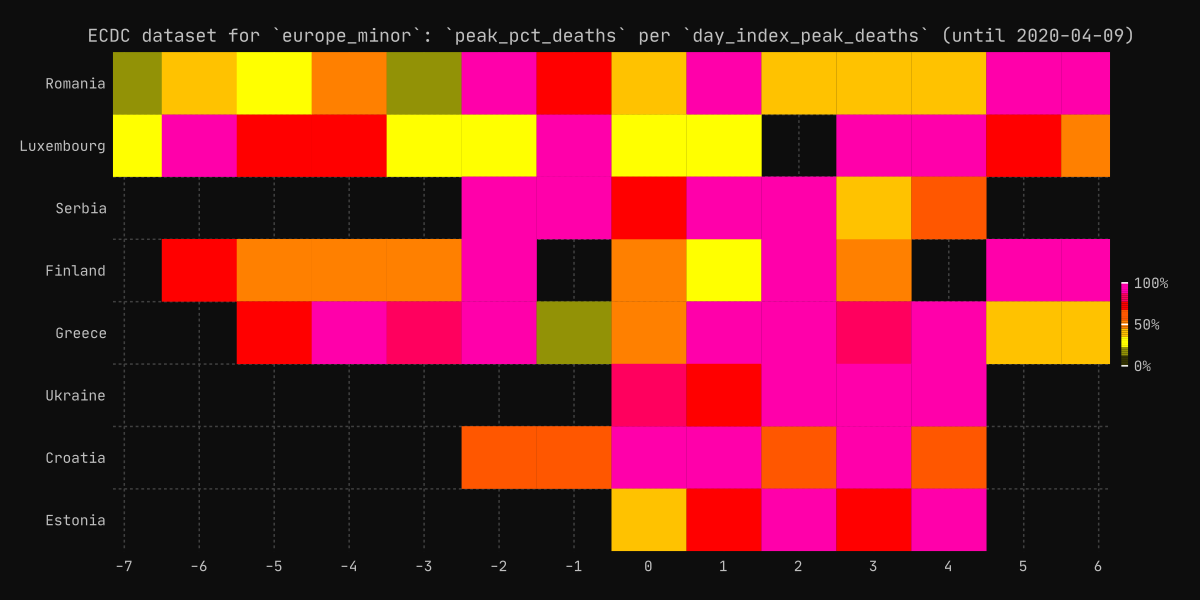 ECDC dataset for `europe_minor`: `peak_pct_deaths` per `day_index_peak_deaths` (until 2020-04-09)
Romania
Luxembourg
Serbia
Finland
Greece
Ukraine
Croatia
Estonia
-7 -6 -5 -4 -3 -2 -1 0 1 2 3 4 5 6
100%
50%
0%